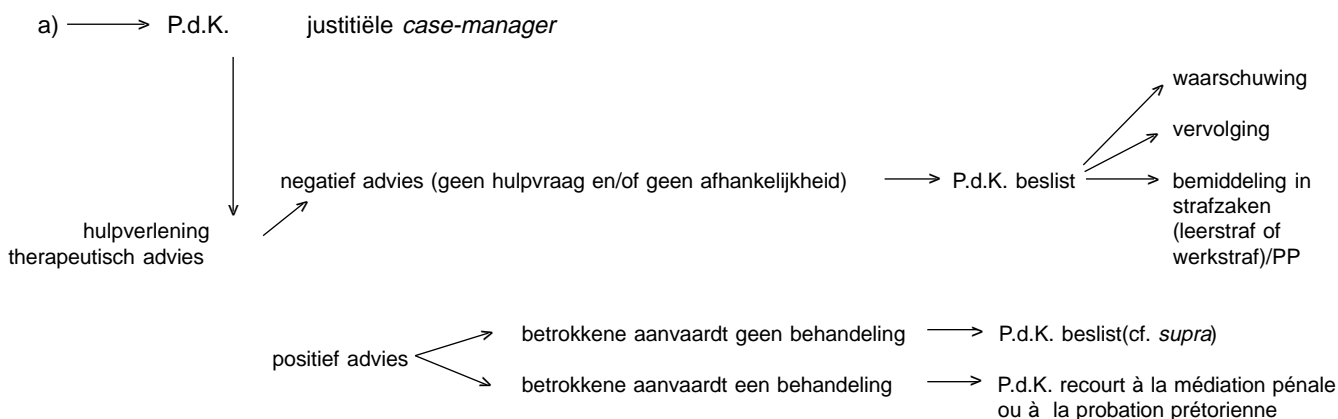 a) P.d.K. justitiële case-manager
waarschuwing
vervolging
negatief advies (geen hulpvraag en/of geen afhankelijkheid) P.d.K. beslist bemiddeling in
strafzaken
(leerstraf of
werkstraf)/PP
hulpverlening
therapeutisch advies
betrokkene aanvaardt geen behandeling P.d.K. beslist(cf. supra)
positief advies
betrokkene aanvaardt een behandeling P.d.K. recourt à la médiation pénale
ou à la probation prétorienne